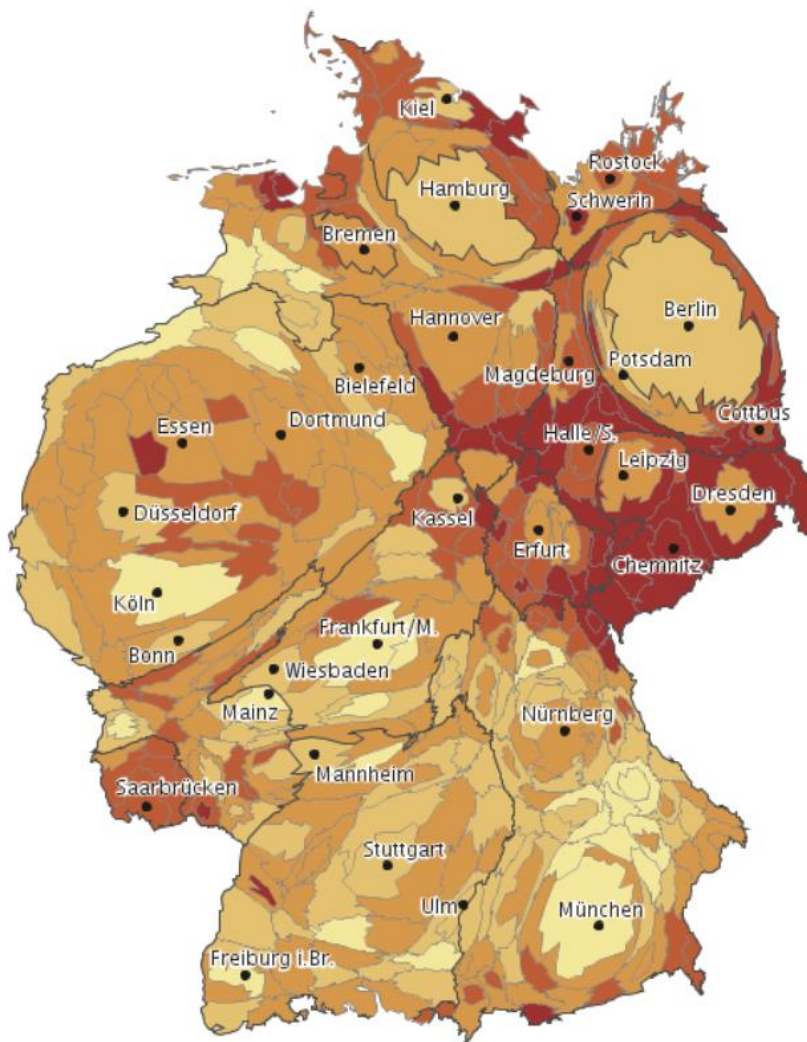 Kiel
Rostock
Hamburg
Schwerin
Bremen
Berlin
Hannover
Potsdam
Magdeburg
Bielefeld
Cottbus
Essen
Dortmund
Halle/S.
Leipzig
Dresden
Düsseldorf
Kassel
Erfurt
Chemnitz
Köln
Frankfurt/M.
Bonn
Wiesbaden
Mainz
Nürnberg
Mannheim
Saarbrücken
Stuttgart
Ulm
München
Freiburg i.Br.